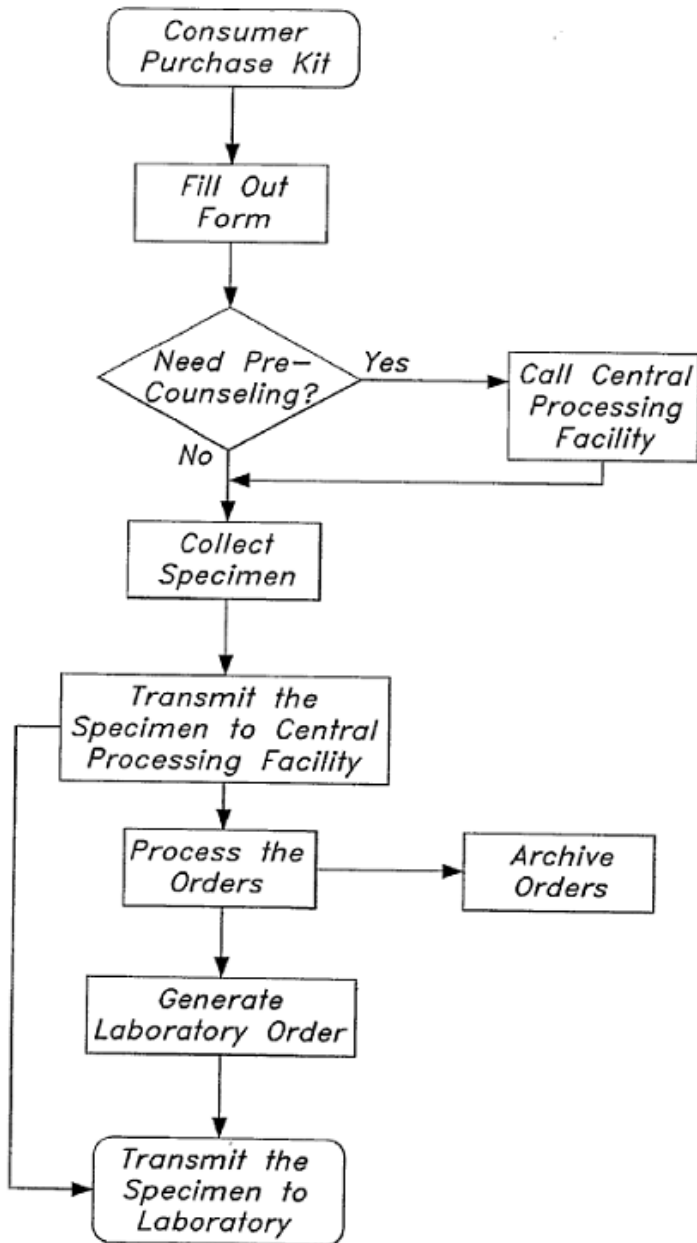 Consumer
Purchase Kit
Fill Out
Form
Need Pre-
Counseling?
Yes
Call Central
Processing
Facility
No
Collect
Specimen
Transmit the
Specimen to Central
Processing Facility
Process the
Orders
Archive
Orders
Generate
Laboratory Order
Transmit the
Specimen to
Laboratory